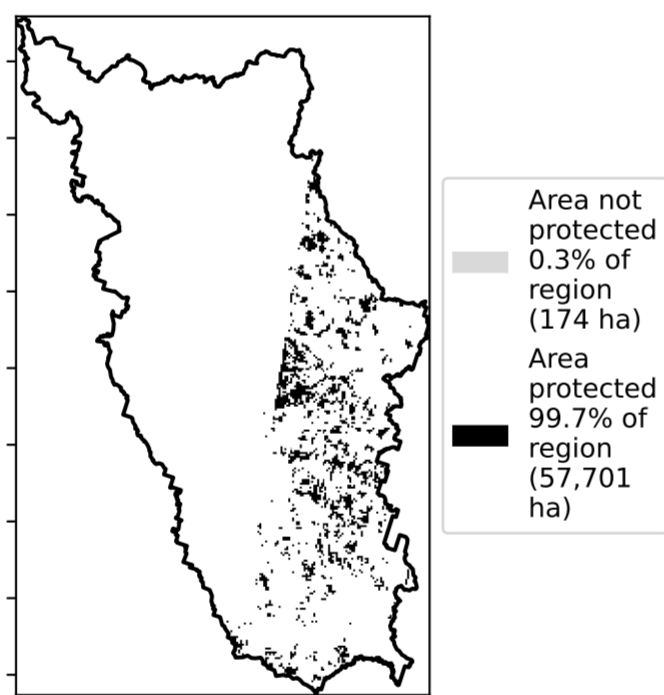 Area not
protected
0.3% of
region
(174 ha)
Area
protected
99.7% of
region
(57,701
ha)